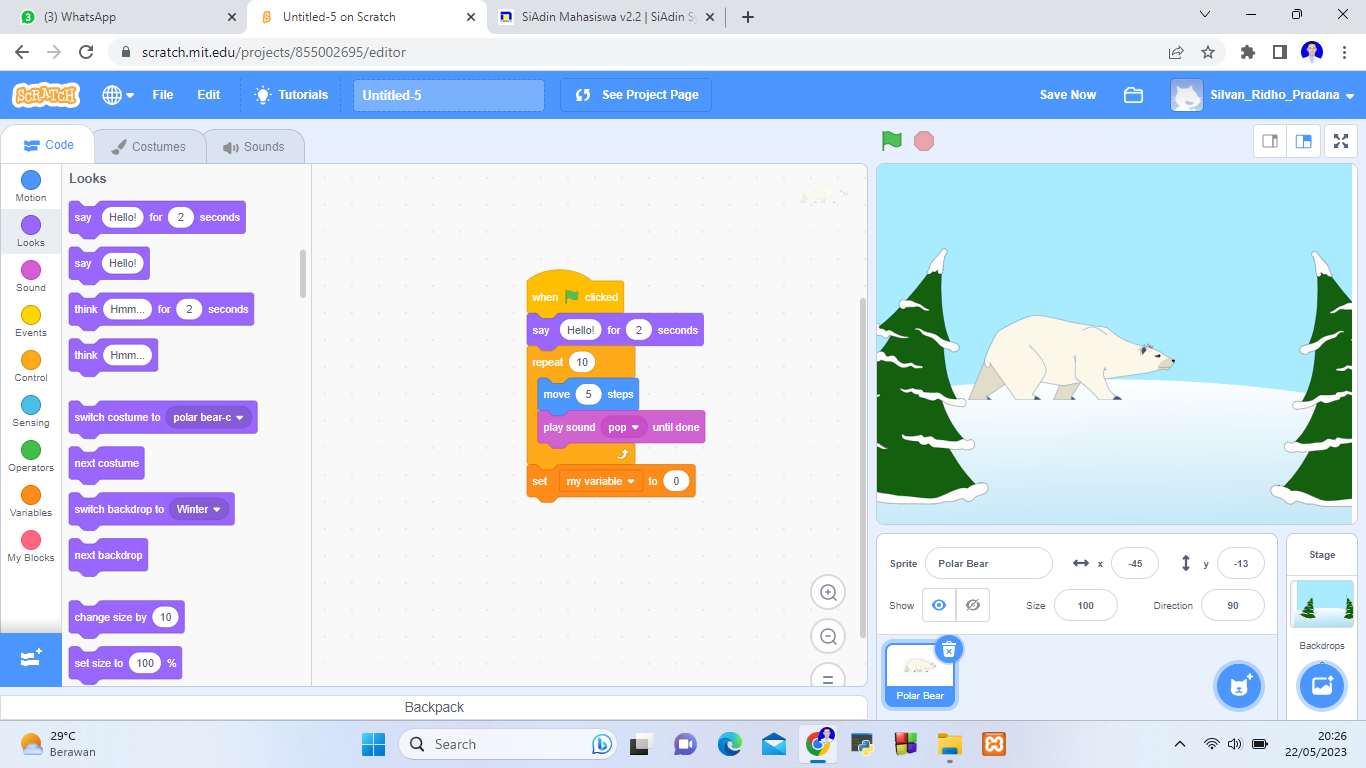 (3) WhatsApp
Untitled-5 on Scratch
SiAdin Mahasiswa v2.2 | SiAdin Sy
scratch.mit.edu/projects/855002695/editor
SCRATCH
File
Edit
Tutorials
Untitled-5
See Project Page
Save Now
Silvan_Ridho_Pradana
Code
Costumes
Sounds
Motion
Looks
Sound
Events
Control
Sensing
Operators
Variables
My Blocks
Looks
say Hello! for 2 seconds
say Hello!
think Hmm... for 2 seconds
think Hmm...
switch costume to polar bear-c
next costume
switch backdrop to Winter
next backdrop
change size by 10
set size to 100 %
when clicked
say Hello! for 2 seconds
repeat 10
move 5 steps
play sound pop until done
set my variable to 0
Backpack
Sprite Polar Bear x -45 y -13
Show Size 100 Direction 90
Polar Bear
Stage
Backdrops
29°C
Berawan
Search
20:26
22/05/2023